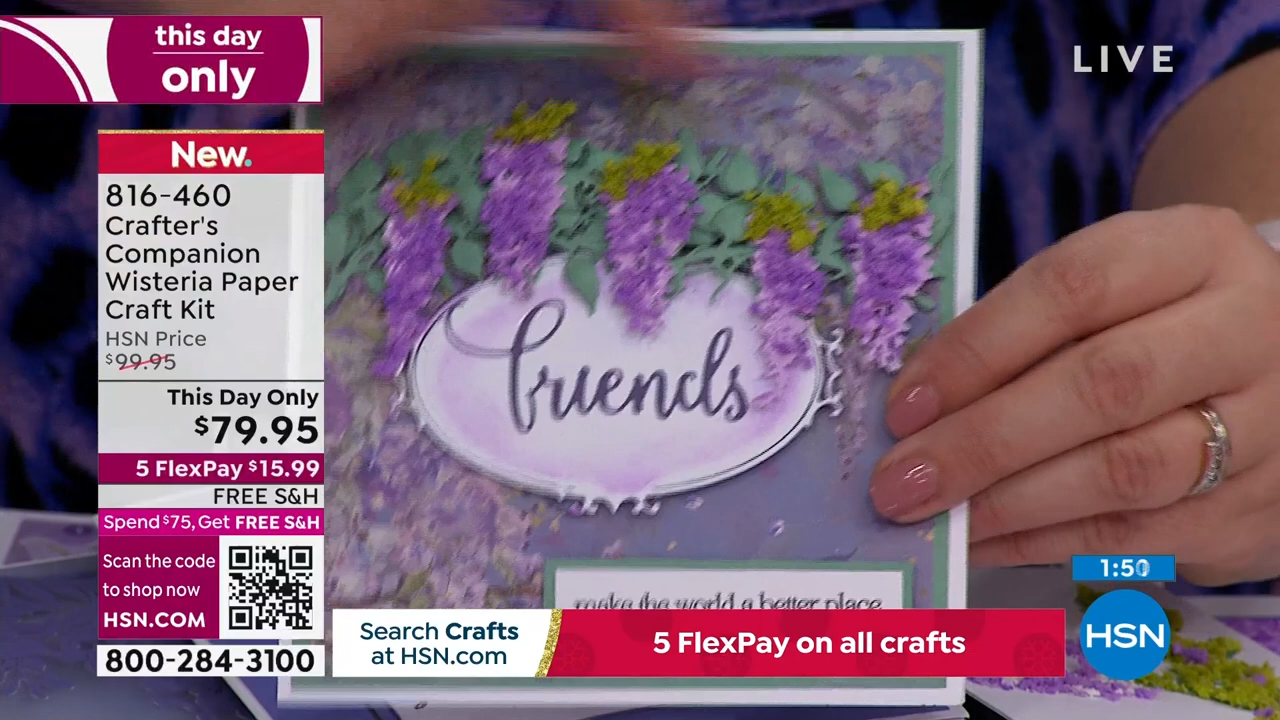 this day
only
LIVE
New.
816-460
Crafter's
Companion
Wisteria Paper
Craft Kit
HSN Price
$99.95
This Day Only
$79.95
5 FlexPay $15.99
FREE S&H
Spend $75, Get FREE S&H
Scan the code
to shop now
HSN.COM
800-284-3100
friends
make the world a better place
Search Crafts
at HSN.com
5 FlexPay on all crafts
1:50
HSN